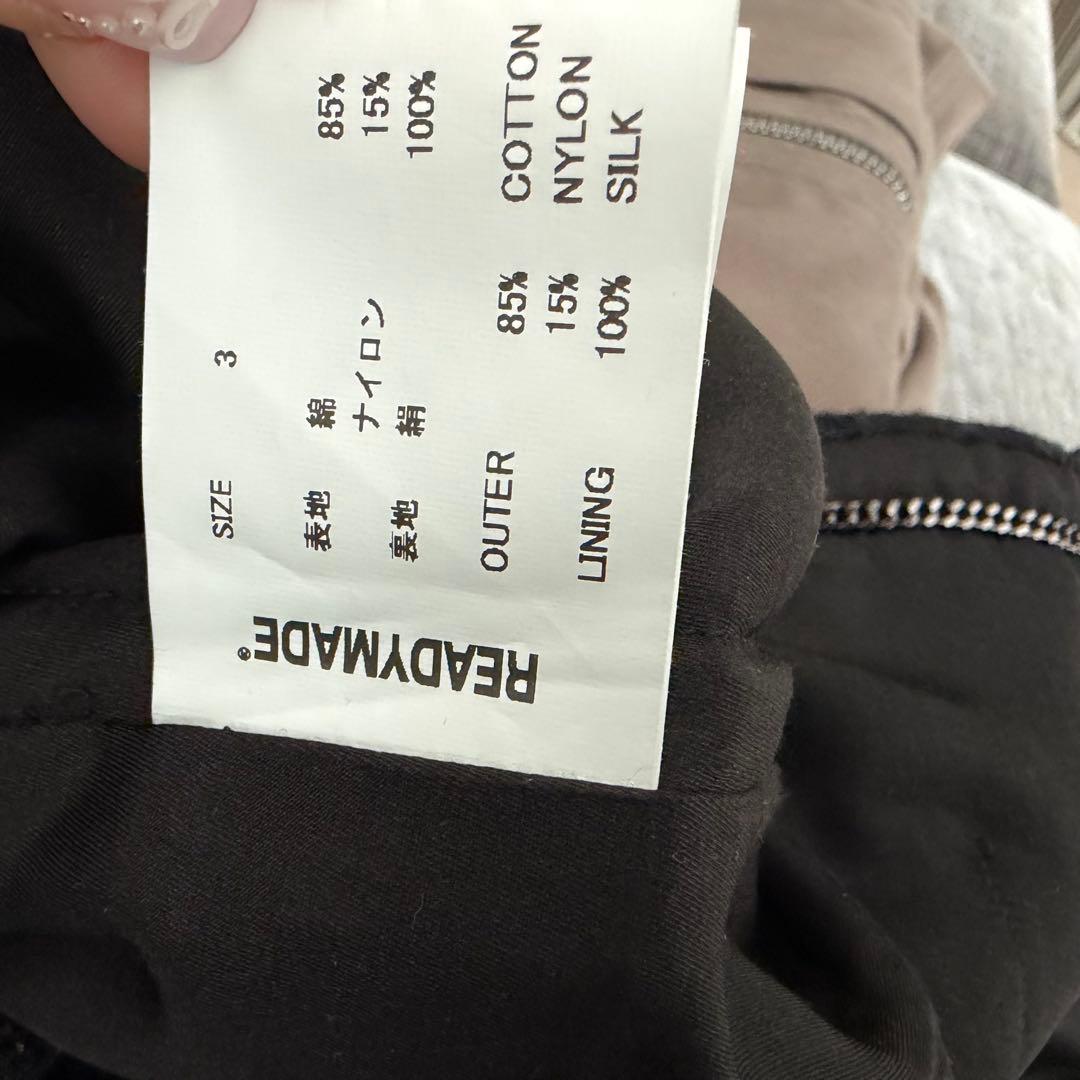 SIZE 3
表地 綿 85%
ナイロン 15%
裏地 絹 100%
OUTER 85% COTTON
15% NYLON
LINING 100% SILK
READYMADE®